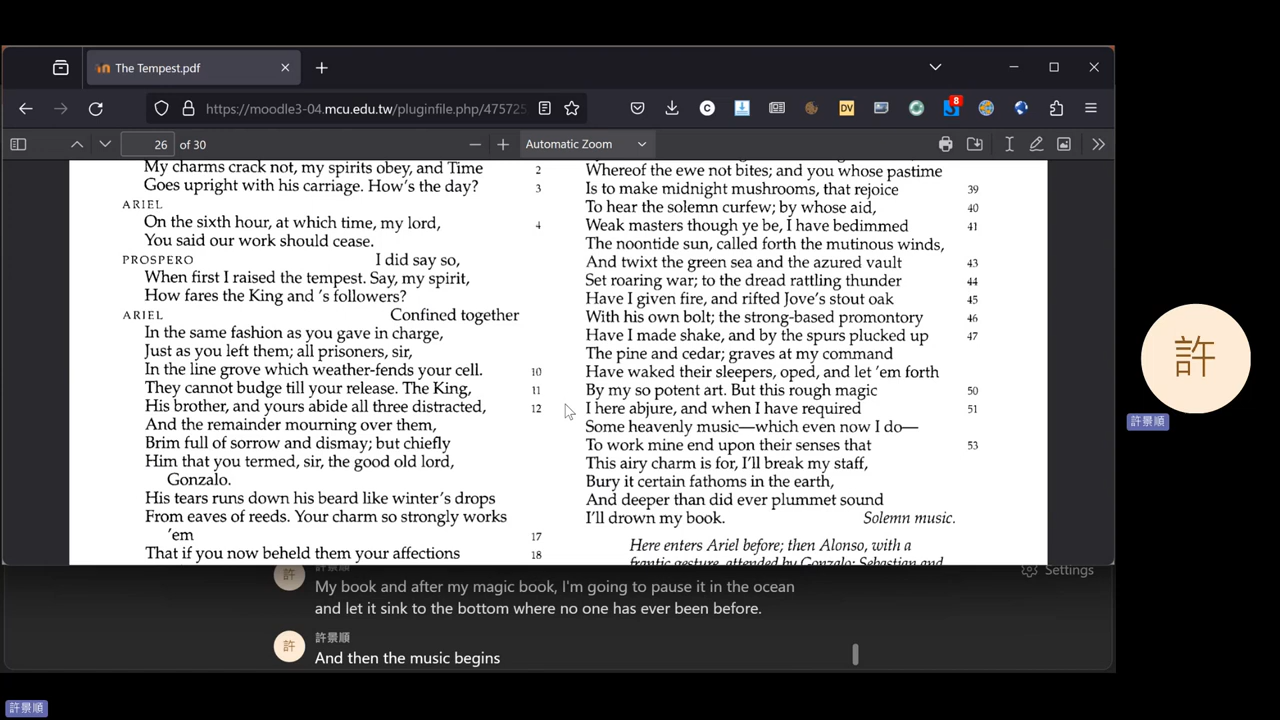 The Tempest.pdf
https://moodle3-04.mcu.edu.tw/pluginfile.php/475725
8
26 of 30
Automatic Zoom
My charms crack not, my spirits obey, and Time 2
Goes upright with his carriage. How's the day? 3
ARIEL
On the sixth hour, at which time, my lord, 4
You said our work should cease.
PROSPERO I did say so,
When first I raised the tempest. Say, my spirit,
How fares the King and 's followers?
ARIEL Confined together
In the same fashion as you gave in charge,
Just as you left them; all prisoners, sir,
In the line grove which weather-fends your cell. 10
They cannot budge till your release. The King, 11
His brother, and yours abide all three distracted, 12
And the remainder mourning over them,
Brim full of sorrow and dismay; but chiefly
Him that you termed, sir, the good old lord,
Gonzalo.
His tears runs down his beard like winter's drops
From eaves of reeds. Your charm so strongly works
'em 17
That if you now beheld them your affections 18
Whereof the ewe not bites; and you whose pastime
Is to make midnight mushrooms, that rejoice 39
To hear the solemn curfew; by whose aid, 40
Weak masters though ye be, I have bedimmed 41
The noontide sun, called forth the mutinous winds,
And twixt the green sea and the azured vault 43
Set roaring war; to the dread rattling thunder 44
Have I given fire, and rifted Jove's stout oak 45
With his own bolt; the strong-based promontory 46
Have I made shake, and by the spurs plucked up 47
The pine and cedar; graves at my command
Have waked their sleepers, oped, and let 'em forth
By my so potent art. But this rough magic 50
I here abjure, and when I have required 51
Some heavenly music—which even now I do—
To work mine end upon their senses that 53
This airy charm is for, I'll break my staff,
Bury it certain fathoms in the earth,
And deeper than did ever plummet sound
I'll drown my book. Solemn music.
Here enters Ariel before; then Alonso, with a
frantic gesture, attended by Gonzalo; Sebastian and
許
許景順
Settings
許
許景順
My book and after my magic book, I'm going to pause it in the ocean
and let it sink to the bottom where no one has ever been before.
許
許景順
And then the music begins
許景順